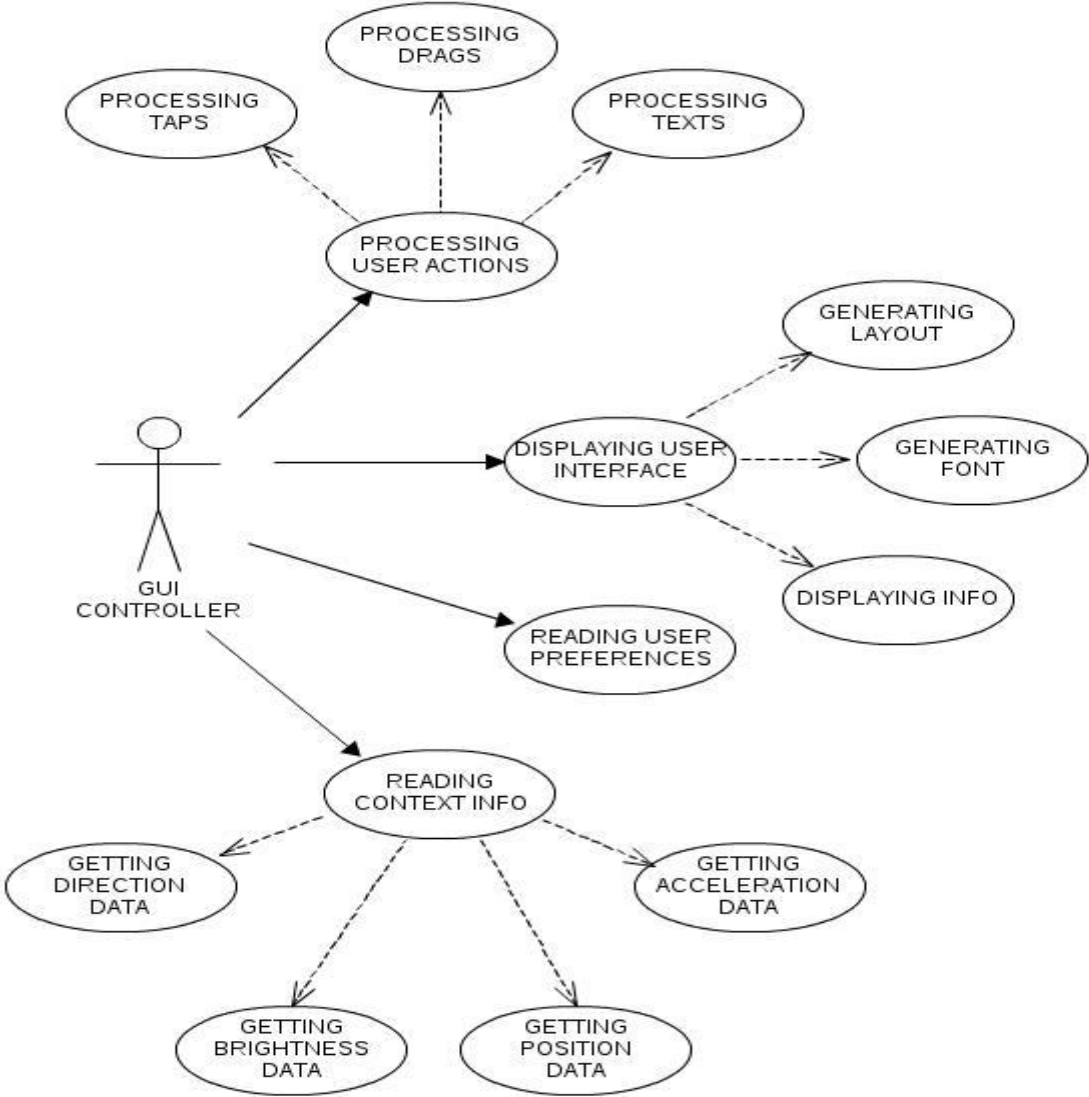 PROCESSING
DRAGS
PROCESSING
TAPS
PROCESSING
TEXTS
PROCESSING
USER ACTIONS
GENERATING
LAYOUT
DISPLAYING USER
INTERFACE
GENERATING
FONT
GUI
CONTROLLER
DISPLAYING INFO
READING USER
PREFERENCES
READING
CONTEXT INFO
GETTING
DIRECTION
DATA
GETTING
ACCELERATION
DATA
GETTING
BRIGHTNESS
DATA
GETTING
POSITION
DATA